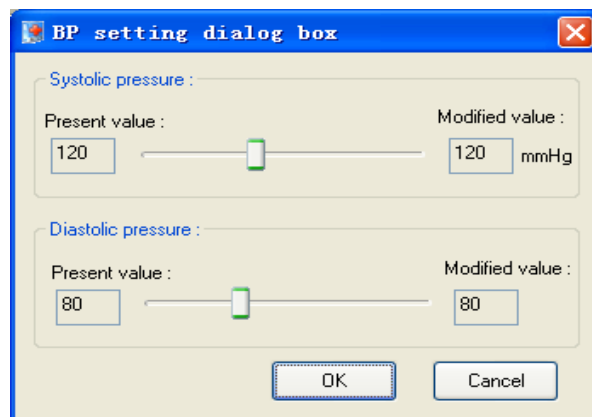 BP setting dialog box
Systolic pressure :
Present value :
Modified value :
120
120 mmHg
Diastolic pressure :
Present value :
Modified value :
80
80
OK
Cancel